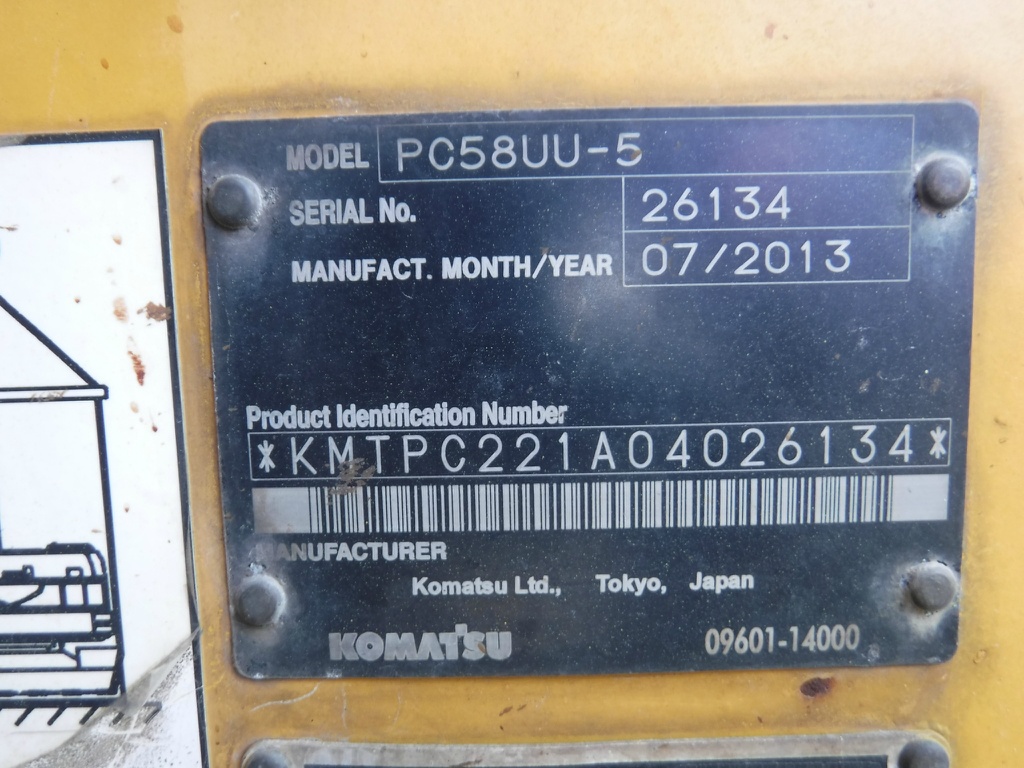 MODEL PC58UU-5
SERIAL No. 26134
MANUFACT. MONTH/YEAR 07/2013
Product Identification Number
*KMTPC221A04026134*
MANUFACTURER
Komatsu Ltd., Tokyo, Japan
KOMATSU 09601-14000